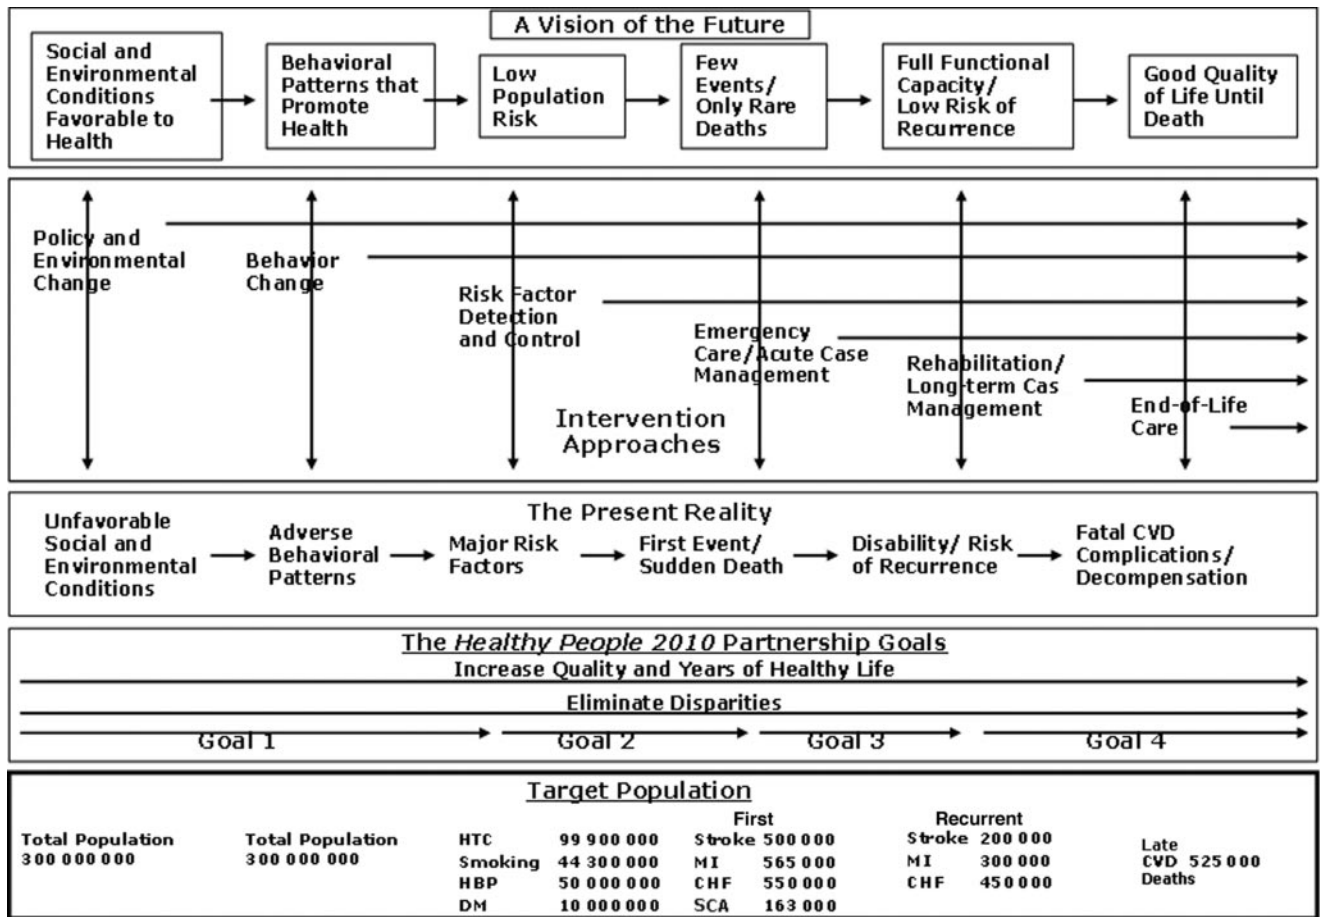 A Vision of the Future
Social and
Environmental
Conditions
Favorable to
Health
Behavioral
Patterns that
Promote
Health
Low
Population
Risk
Few
Events/
Only Rare
Deaths
Full Functional
Capacity/
Low Risk of
Recurrence
Good Quality
of Life Until
Death
Policy and
Environmental
Change
Behavior
Change
Risk Factor
Detection
and Control
Emergency
Care/Acute Case
Management
Rehabilitation/
Long-term Cas
Management
End-of-Life
Care
Intervention
Approaches
The Present Reality
Unfavorable
Social and
Environmental
Conditions
Adverse
Behavioral
Patterns
Major Risk
Factors
First Event/
Sudden Death
Disability/ Risk
of Recurrence
Fatal CVD
Complications/
Decompensation
The Healthy People 2010 Partnership Goals
Increase Quality and Years of Healthy Life
Eliminate Disparities
Goal 1 Goal 2 Goal 3 Goal 4
Target Population
Total Population
300 000 000
Total Population
300 000 000
HTC 99 900 000
Smoking 44 300 000
HBP 50 000 000
DM 10 000 000
First
Stroke 500 000
MI 565 000
CHF 550 000
SCA 163 000
Recurrent
Stroke 200 000
MI 300 000
CHF 450 000
Late
CVD 525 000
Deaths